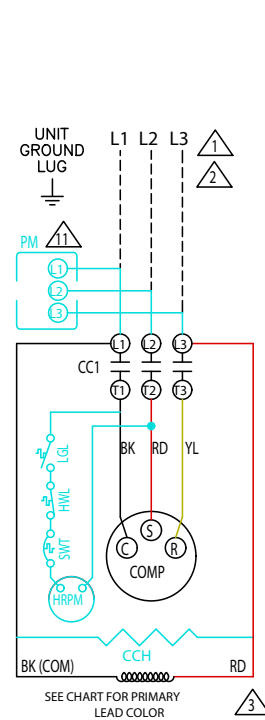 UNIT
GROUND
LUG
L1 L2 L3
1
2
PM
11
L1
L2
L3
L1 L2 L3
CC1
T1 T2 T3
BK RD YL
LGL
HWL
SWT
HRPM
S
C R
COMP
CCH
BK (COM) RD
SEE CHART FOR PRIMARY
LEAD COLOR
3